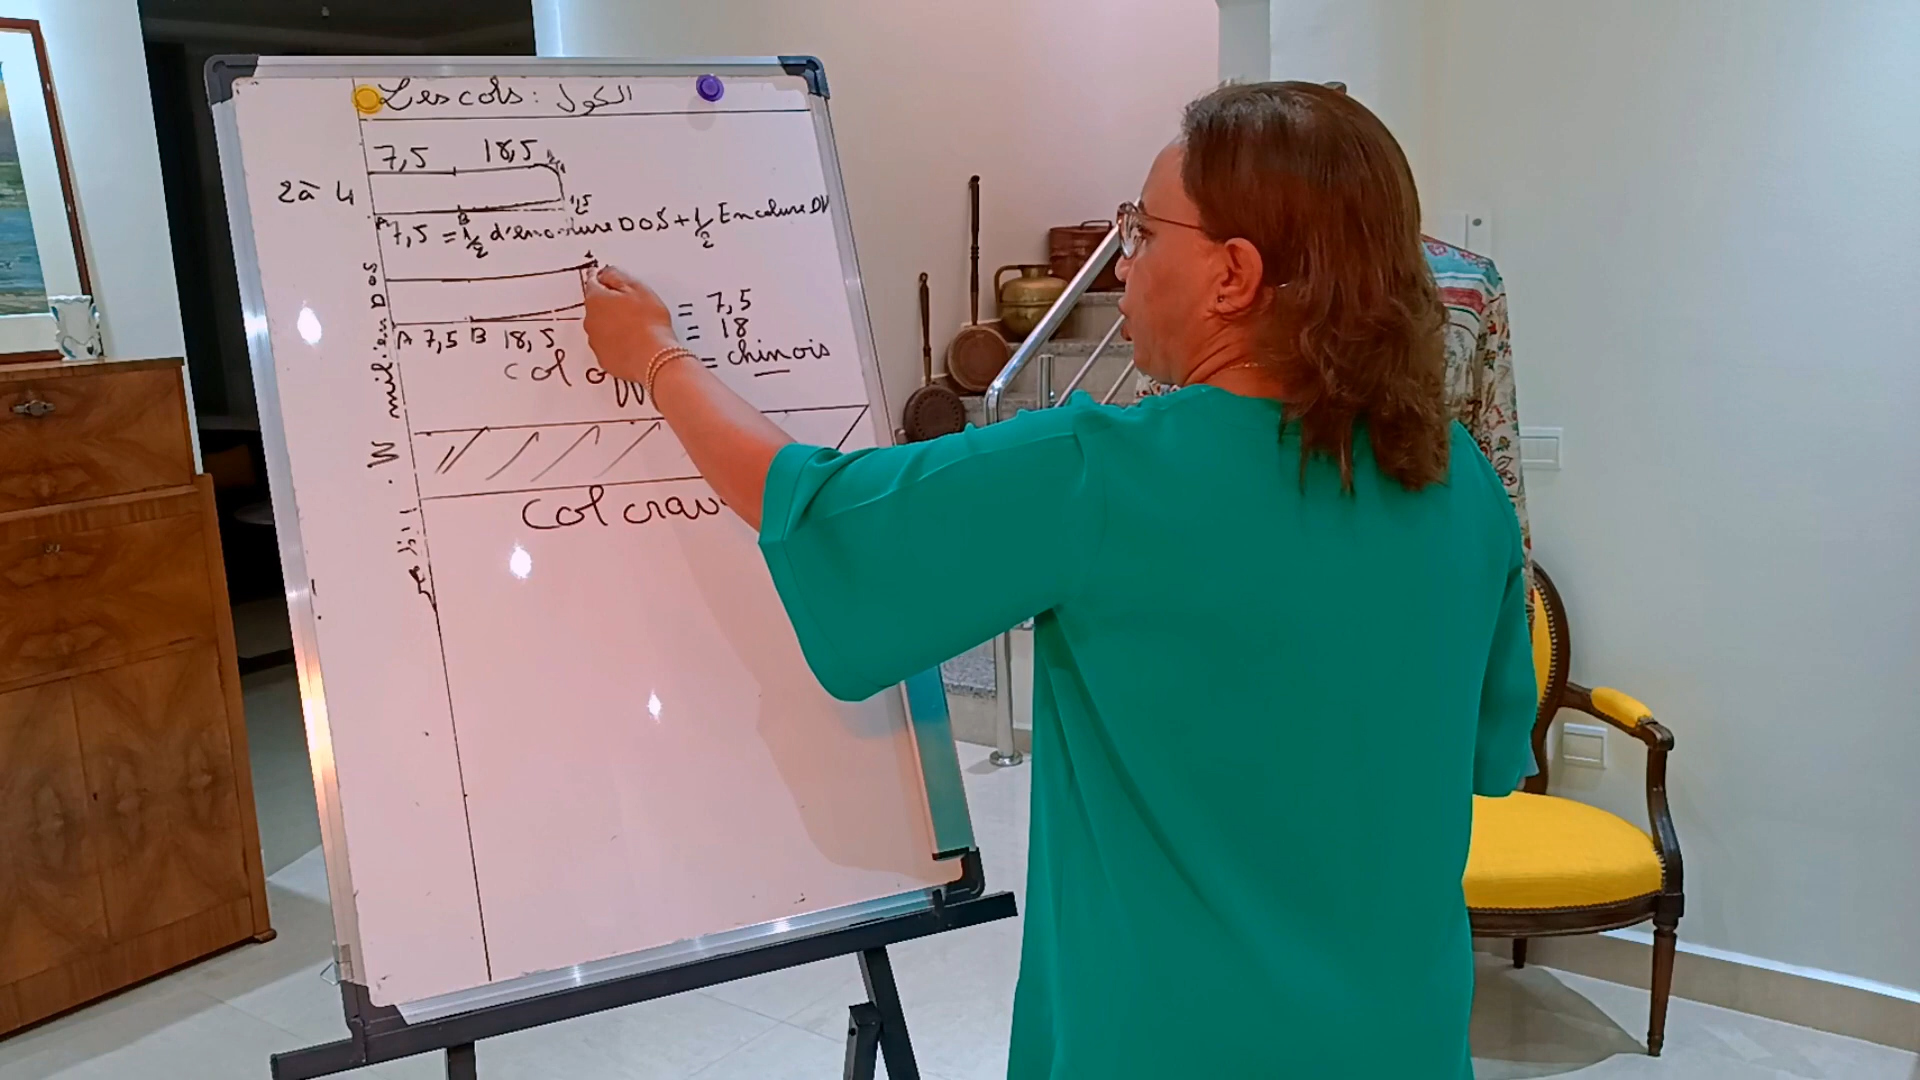 Les cols : الكول
7,5 18,5
2 à 4
A B 1,5
7,5 = 1/2 d'encolure DOS + 1/2 Encolure DV
= 7,5
= 18
A 7,5 B 18,5
= chinois
col
milieu DOS
col